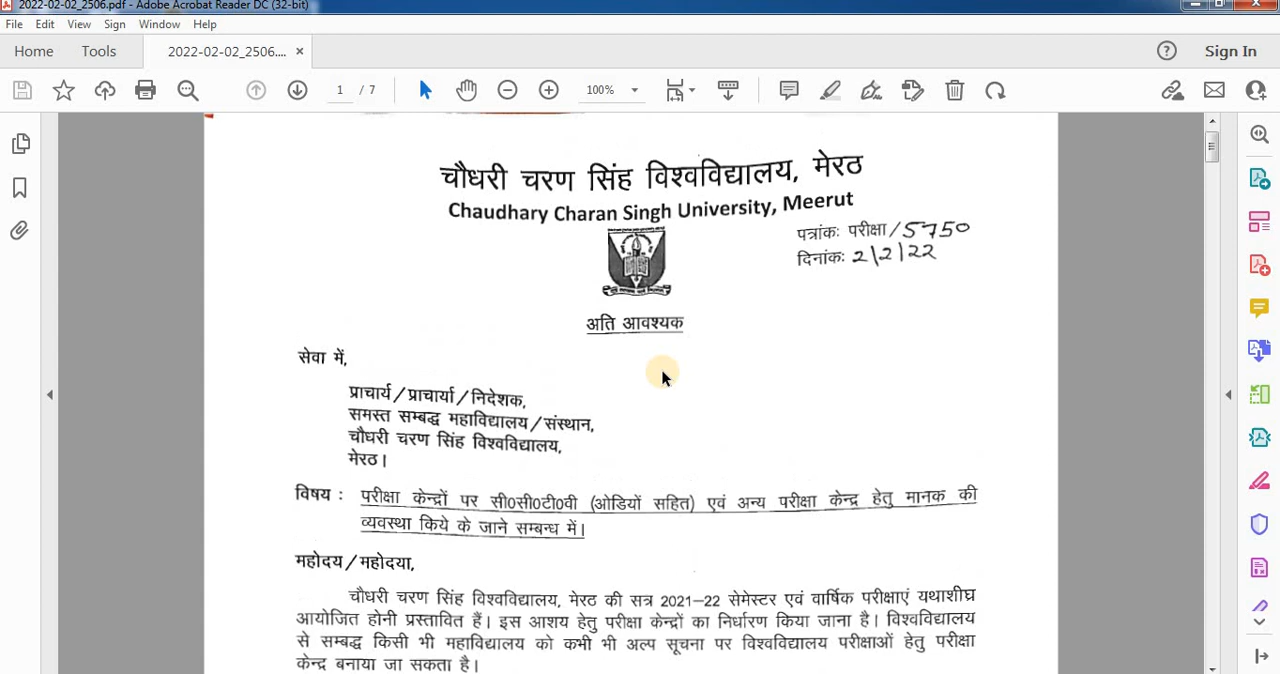 2022-02-02_2506.pdf - Adobe Acrobat Reader DC (32-bit)
File Edit View Sign Window Help
Home Tools 2022-02-02_2506.... × Sign In
1 / 7 100%
चौधरी चरण सिंह विश्वविद्यालय, मेरठ
Chaudhary Charan Singh University, Meerut
पत्रांकः परीक्षा/5750
दिनांकः 2\2\22
अति आवश्यक
सेवा में,
प्राचार्य/प्राचार्या/निदेशक,
समस्त सम्बद्ध महाविद्यालय/संस्थान,
चौधरी चरण सिंह विश्वविद्यालय,
मेरठ।
विषय : परीक्षा केन्द्रों पर सी0सी0टी0वी (ओडियों सहित) एवं अन्य परीक्षा केन्द्र हेतु मानक की
व्यवस्था किये के जाने सम्बन्ध में।
महोदय/महोदया,
चौधरी चरण सिंह विश्वविद्यालय, मेरठ की सत्र 2021-22 सेमेस्टर एवं वार्षिक परीक्षाएं यथाशीघ्र
आयोजित होनी प्रस्तावित हैं। इस आशय हेतु परीक्षा केन्द्रों का निर्धारण किया जाना है। विश्वविद्यालय
से सम्बद्ध किसी भी महाविद्यालय को कभी भी अल्प सूचना पर विश्वविद्यालय परीक्षाओं हेतु परीक्षा
केन्द्र बनाया जा सकता है।